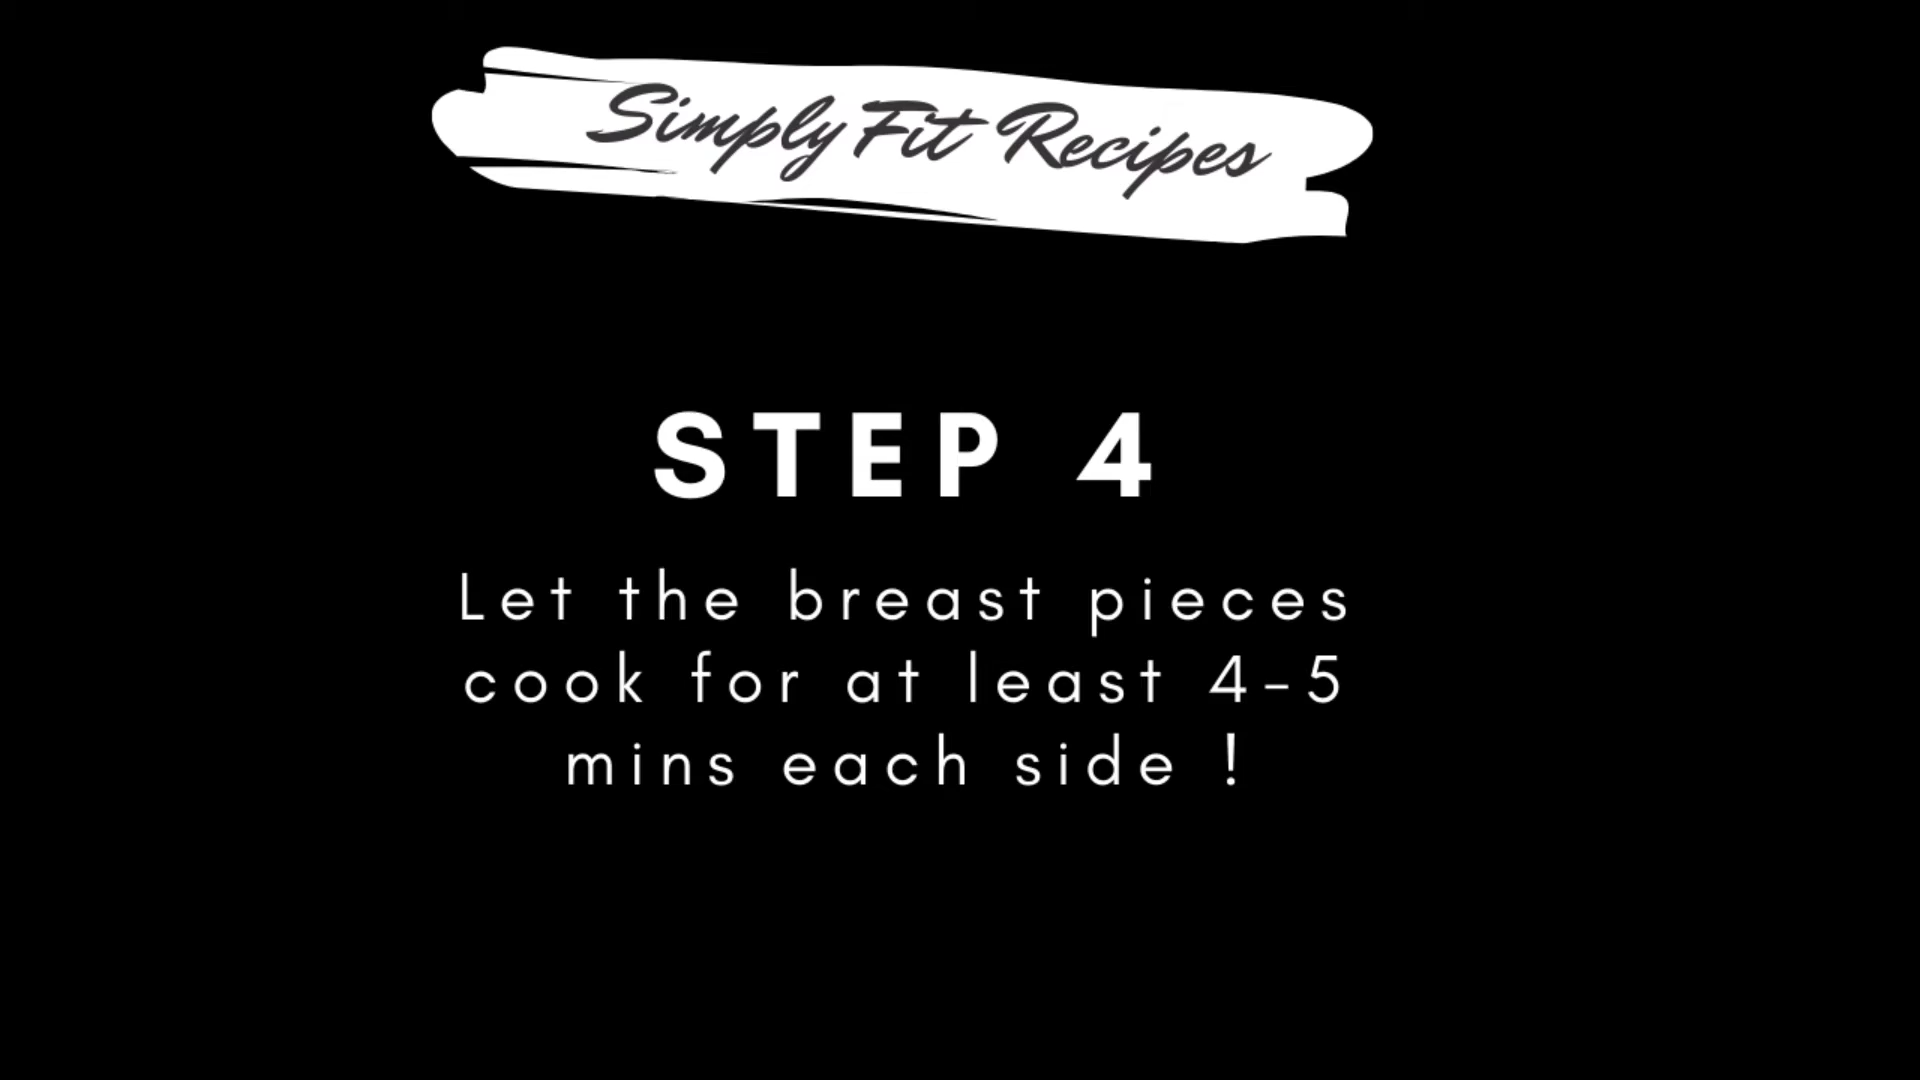 Simply Fit Recipes
STEP 4
Let the breast pieces
cook for at least 4-5
mins each side !